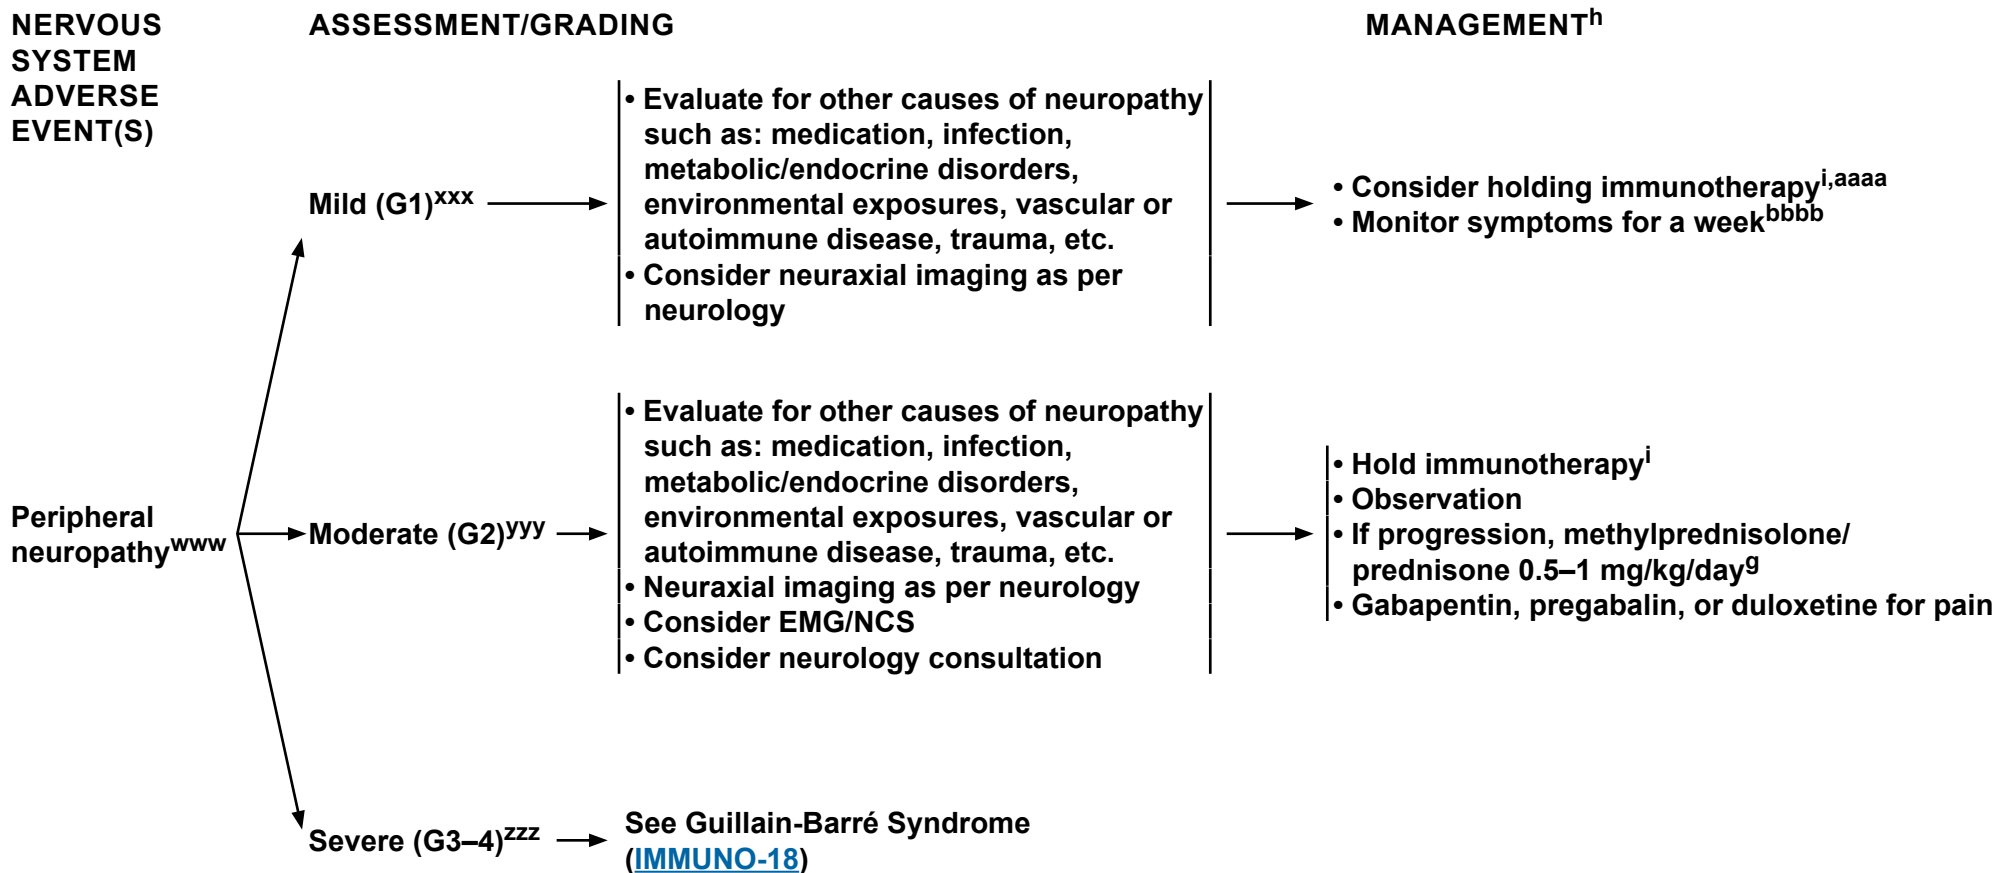 NERVOUS
SYSTEM
ADVERSE
EVENT(S)
ASSESSMENT/GRADING
MANAGEMENTʰ
Peripheral
neuropathyʷʷʷ
Mild (G1)ˣˣˣ
• Evaluate for other causes of neuropathy
such as: medication, infection,
metabolic/endocrine disorders,
environmental exposures, vascular or
autoimmune disease, trauma, etc.
• Consider neuraxial imaging as per
neurology
• Consider holding immunotherapyⁱ,ᵃᵃᵃᵃ
• Monitor symptoms for a weekᵇᵇᵇᵇ
Moderate (G2)ʸʸʸ
• Evaluate for other causes of neuropathy
such as: medication, infection,
metabolic/endocrine disorders,
environmental exposures, vascular or
autoimmune disease, trauma, etc.
• Neuraxial imaging as per neurology
• Consider EMG/NCS
• Consider neurology consultation
• Hold immunotherapyⁱ
• Observation
• If progression, methylprednisolone/
prednisone 0.5–1 mg/kg/dayᵍ
• Gabapentin, pregabalin, or duloxetine for pain
Severe (G3–4)ᶻᶻᶻ
See Guillain-Barré Syndrome
(IMMUNO-18)